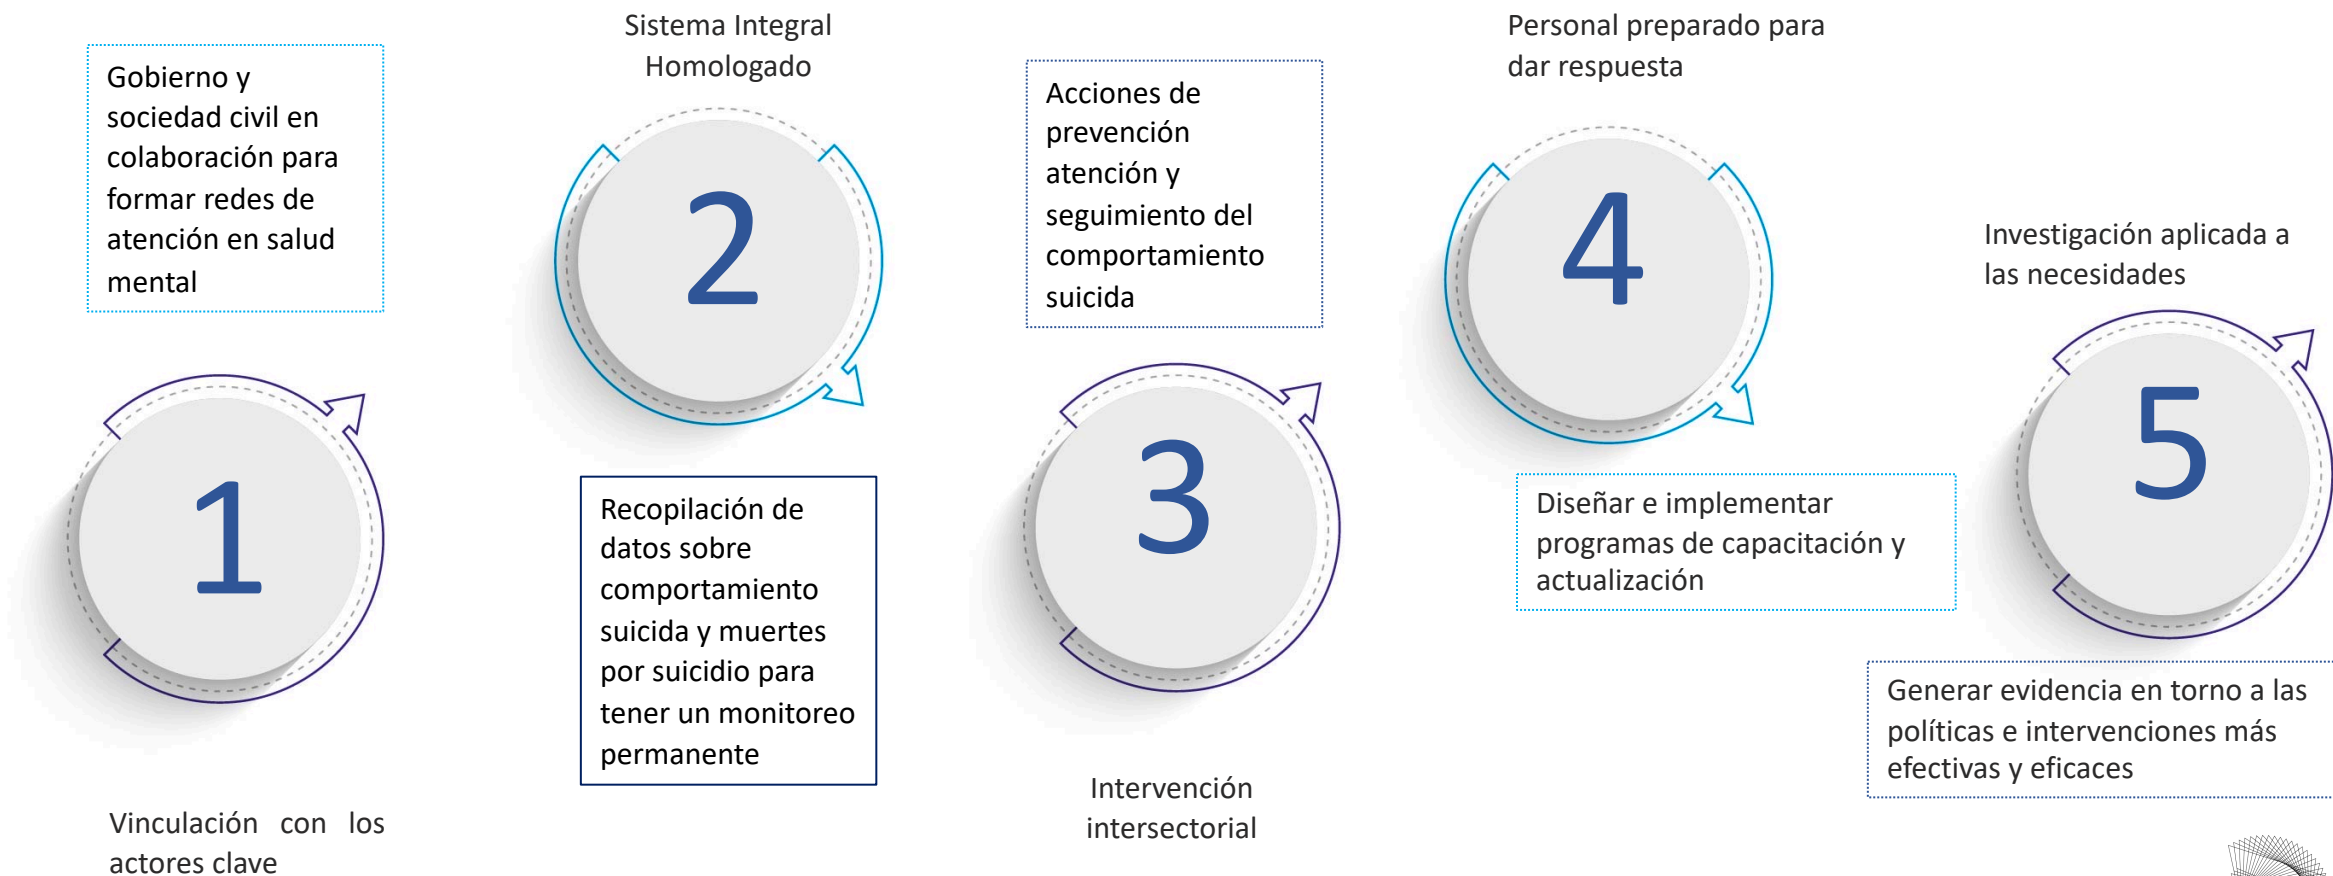 Gobierno y
sociedad civil en
colaboración para
formar redes de
atención en salud
mental
1
Vinculación con los
actores clave
Sistema Integral
Homologado
2
Recopilación de
datos sobre
comportamiento
suicida y muertes
por suicidio para
tener un monitoreo
permanente
Acciones de
prevención
atención y
seguimiento del
comportamiento
suicida
3
Intervención
intersectorial
Personal preparado para
dar respuesta
4
Diseñar e implementar
programas de capacitación y
actualización
Investigación aplicada a
las necesidades
5
Generar evidencia en torno a las
políticas e intervenciones más
efectivas y eficaces